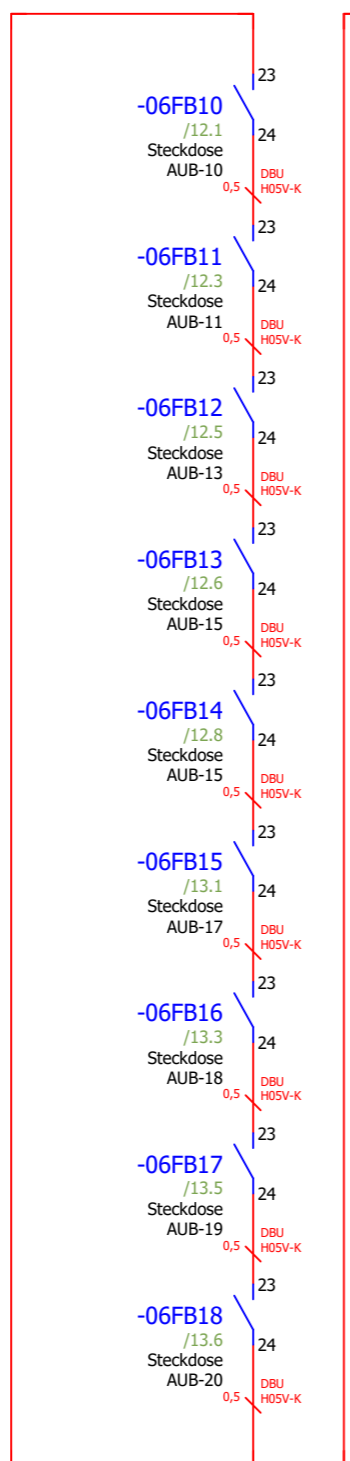 23
-06FB10
/12.1
24
Steckdose
AUB-10
DBU
0,5 H05V-K
23
-06FB11
/12.3
24
Steckdose
AUB-11
DBU
0,5 H05V-K
23
-06FB12
/12.5
24
Steckdose
AUB-13
DBU
0,5 H05V-K
23
-06FB13
/12.6
24
Steckdose
AUB-15
DBU
0,5 H05V-K
23
-06FB14
/12.8
24
Steckdose
AUB-15
DBU
0,5 H05V-K
23
-06FB15
/13.1
24
Steckdose
AUB-17
DBU
0,5 H05V-K
23
-06FB16
/13.3
24
Steckdose
AUB-18
DBU
0,5 H05V-K
23
-06FB17
/13.5
24
Steckdose
AUB-19
DBU
0,5 H05V-K
23
-06FB18
/13.6
24
Steckdose
AUB-20
DBU
0,5 H05V-K